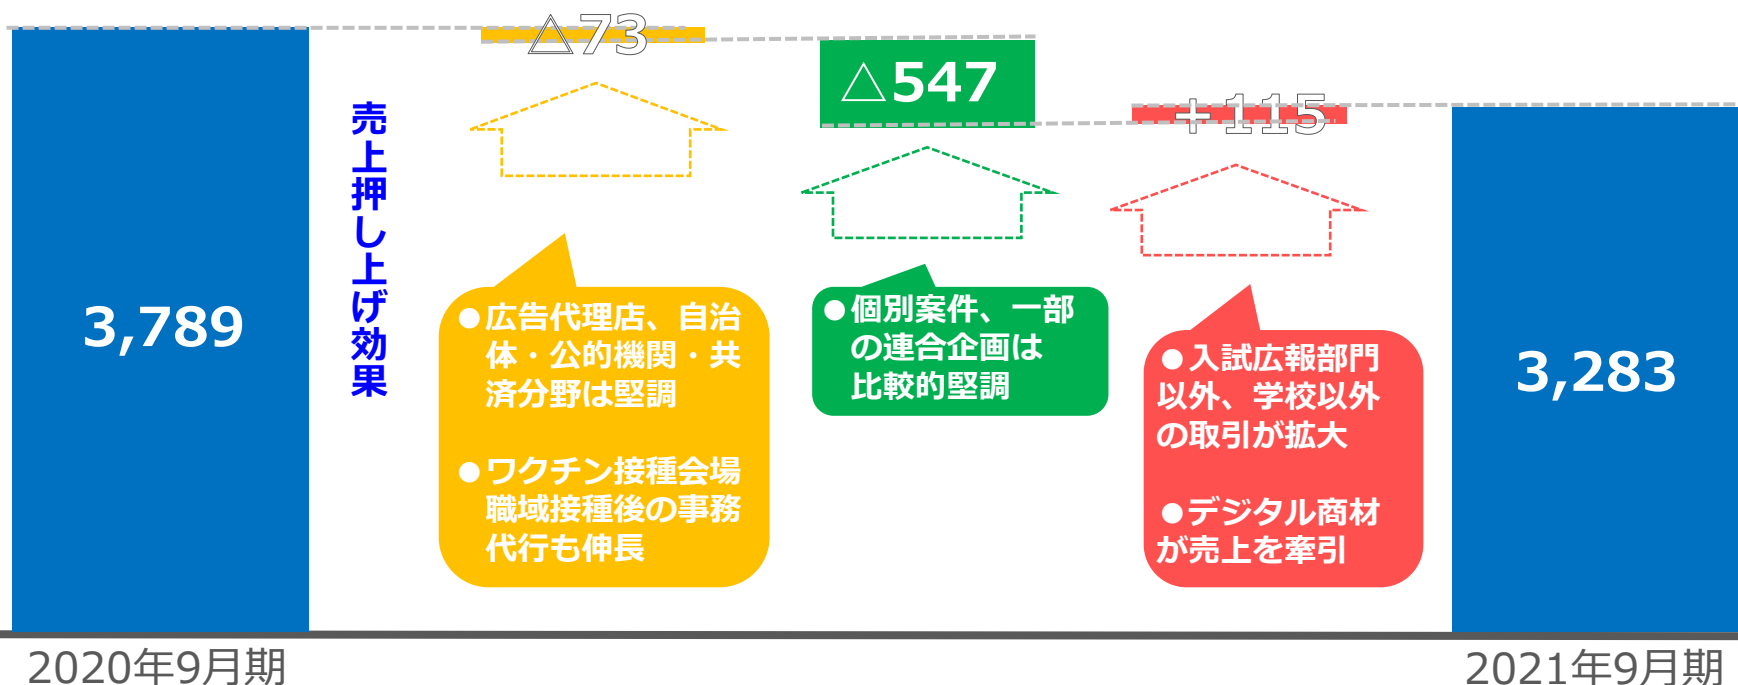 △73
△547
+115
売上押し上げ効果
3,789
●広告代理店、自治
体・公的機関・共
済分野は堅調
●ワクチン接種会場
職域接種後の事務
代行も伸長
●個別案件、一部
の連合企画は
比較的堅調
●入試広報部門
以外、学校以外
の取引が拡大
●デジタル商材
が売上を牽引
3,283
2020年9月期
2021年9月期